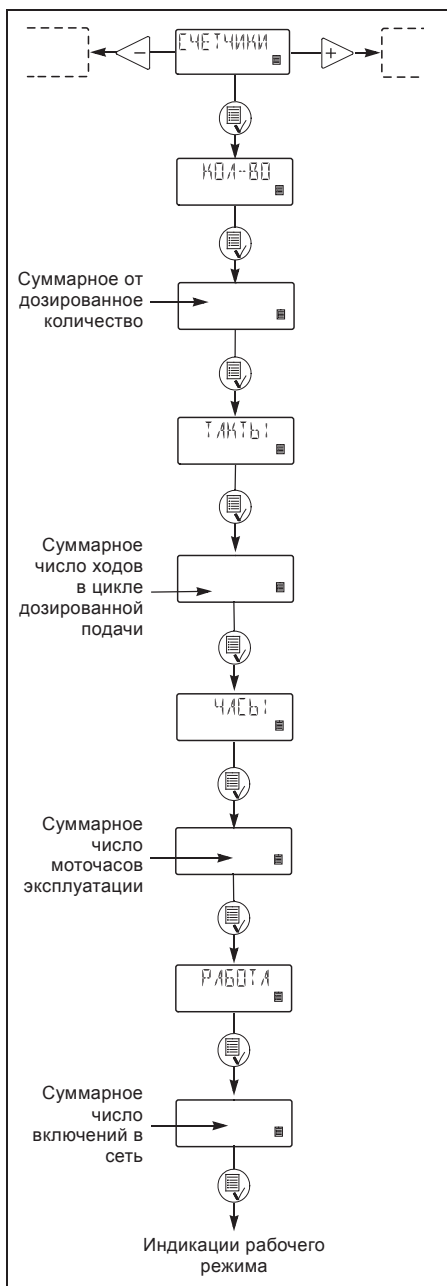 СЧЕТЧИКИ
−
+
КОЛ-ВО
Суммарное от
дозированное
количество
ТАКТЫ
Суммарное
число ходов
в цикле
дозированной
подачи
ЧАСЫ
Суммарное
число
моточасов
эксплуатации
РАБОТА
Суммарное
число
включений в
сеть
Индикации рабочего
режима